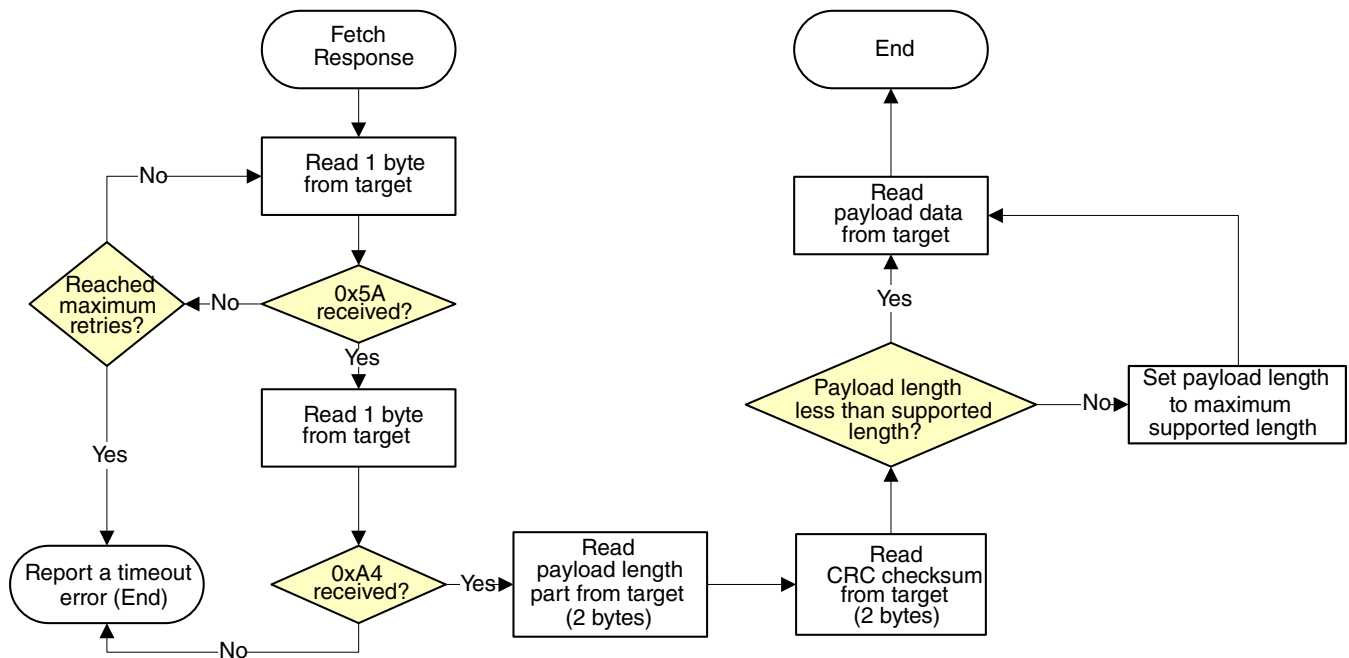 Fetch
Response
End
Read 1 byte
from target
No
Read
payload data
from target
Reached
maximum
retries?
No
0x5A
received?
Yes
Yes
Read 1 byte
from target
Payload length
less than supported
length?
No
Set payload length
to maximum
supported length
Yes
Report a timeout
error (End)
0xA4
received?
Yes
Read
payload length
part from target
(2 bytes)
Read
CRC checksum
from target
(2 bytes)
No